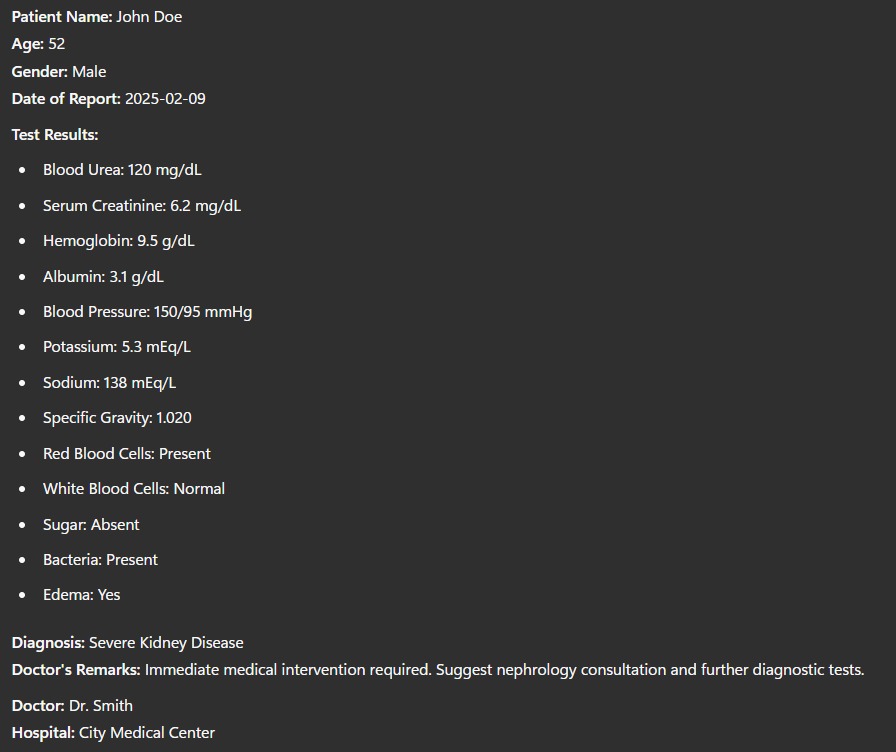 Patient Name: John Doe
Age: 52
Gender: Male
Date of Report: 2025-02-09
Test Results:
• Blood Urea: 120 mg/dL
• Serum Creatinine: 6.2 mg/dL
• Hemoglobin: 9.5 g/dL
• Albumin: 3.1 g/dL
• Blood Pressure: 150/95 mmHg
• Potassium: 5.3 mEq/L
• Sodium: 138 mEq/L
• Specific Gravity: 1.020
• Red Blood Cells: Present
• White Blood Cells: Normal
• Sugar: Absent
• Bacteria: Present
• Edema: Yes
Diagnosis: Severe Kidney Disease
Doctor's Remarks: Immediate medical intervention required. Suggest nephrology consultation and further diagnostic tests.
Doctor: Dr. Smith
Hospital: City Medical Center